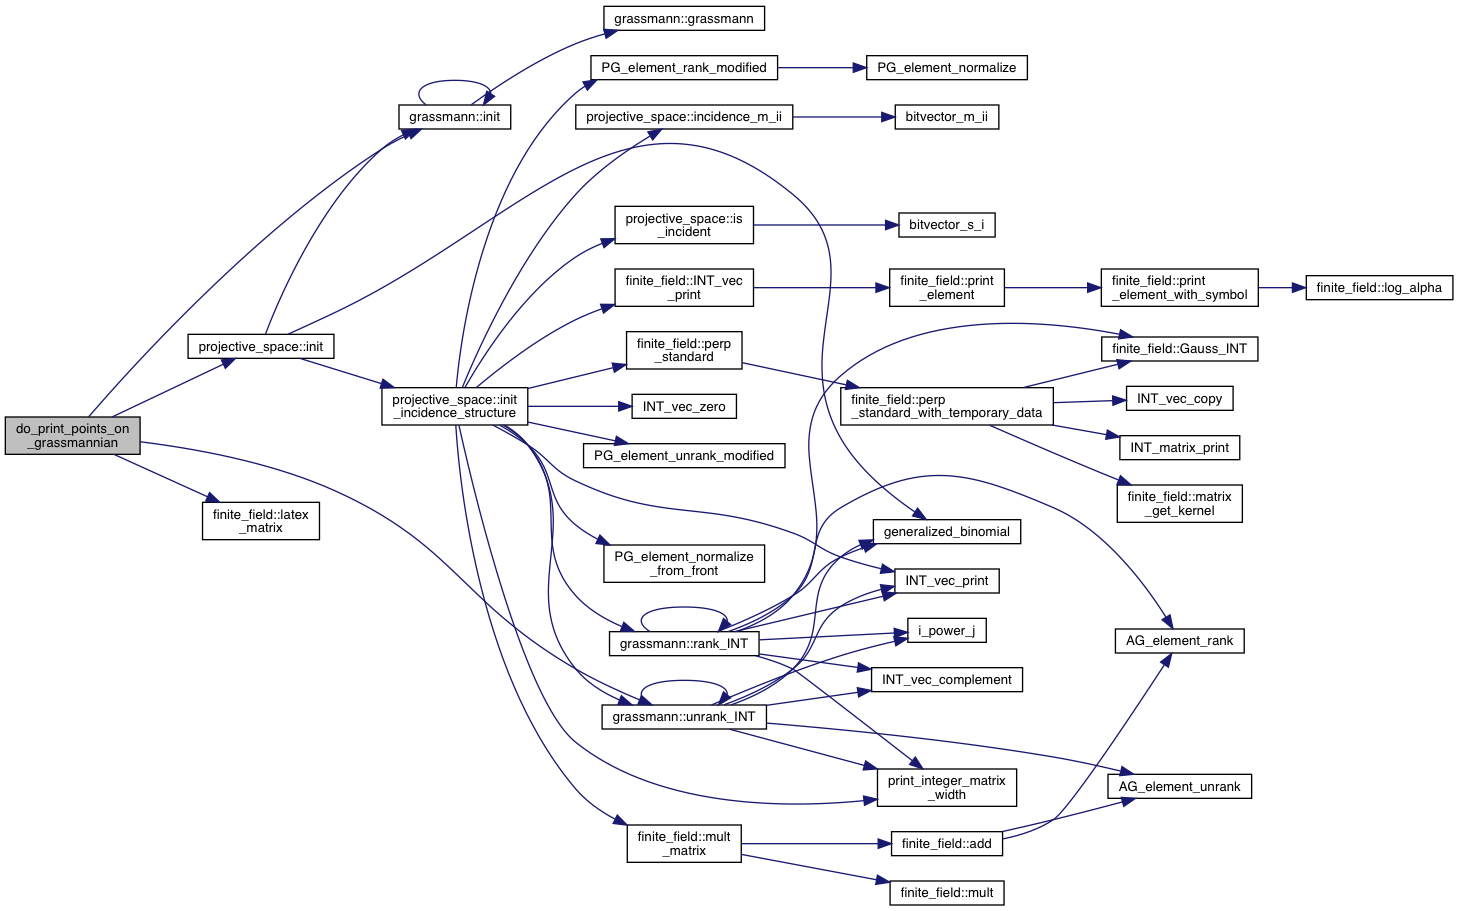 do_print_points_on
_grassmannian
projective_space::init
finite_field::latex
_matrix
grassmann::init
projective_space::init
_incidence_structure
grassmann::grassmann
PG_element_rank_modified
projective_space::incidence_m_ii
projective_space::is
_incident
finite_field::INT_vec
_print
finite_field::perp
_standard
INT_vec_zero
PG_element_unrank_modified
PG_element_normalize
_from_front
grassmann::rank_INT
grassmann::unrank_INT
finite_field::mult
_matrix
PG_element_normalize
bitvector_m_ii
bitvector_s_i
finite_field::print
_element
finite_field::perp
_standard_with_temporary_data
generalized_binomial
INT_vec_print
i_power_j
INT_vec_complement
print_integer_matrix
_width
finite_field::add
finite_field::mult
finite_field::print
_element_with_symbol
finite_field::Gauss_INT
INT_vec_copy
INT_matrix_print
finite_field::matrix
_get_kernel
AG_element_rank
AG_element_unrank
finite_field::log_alpha